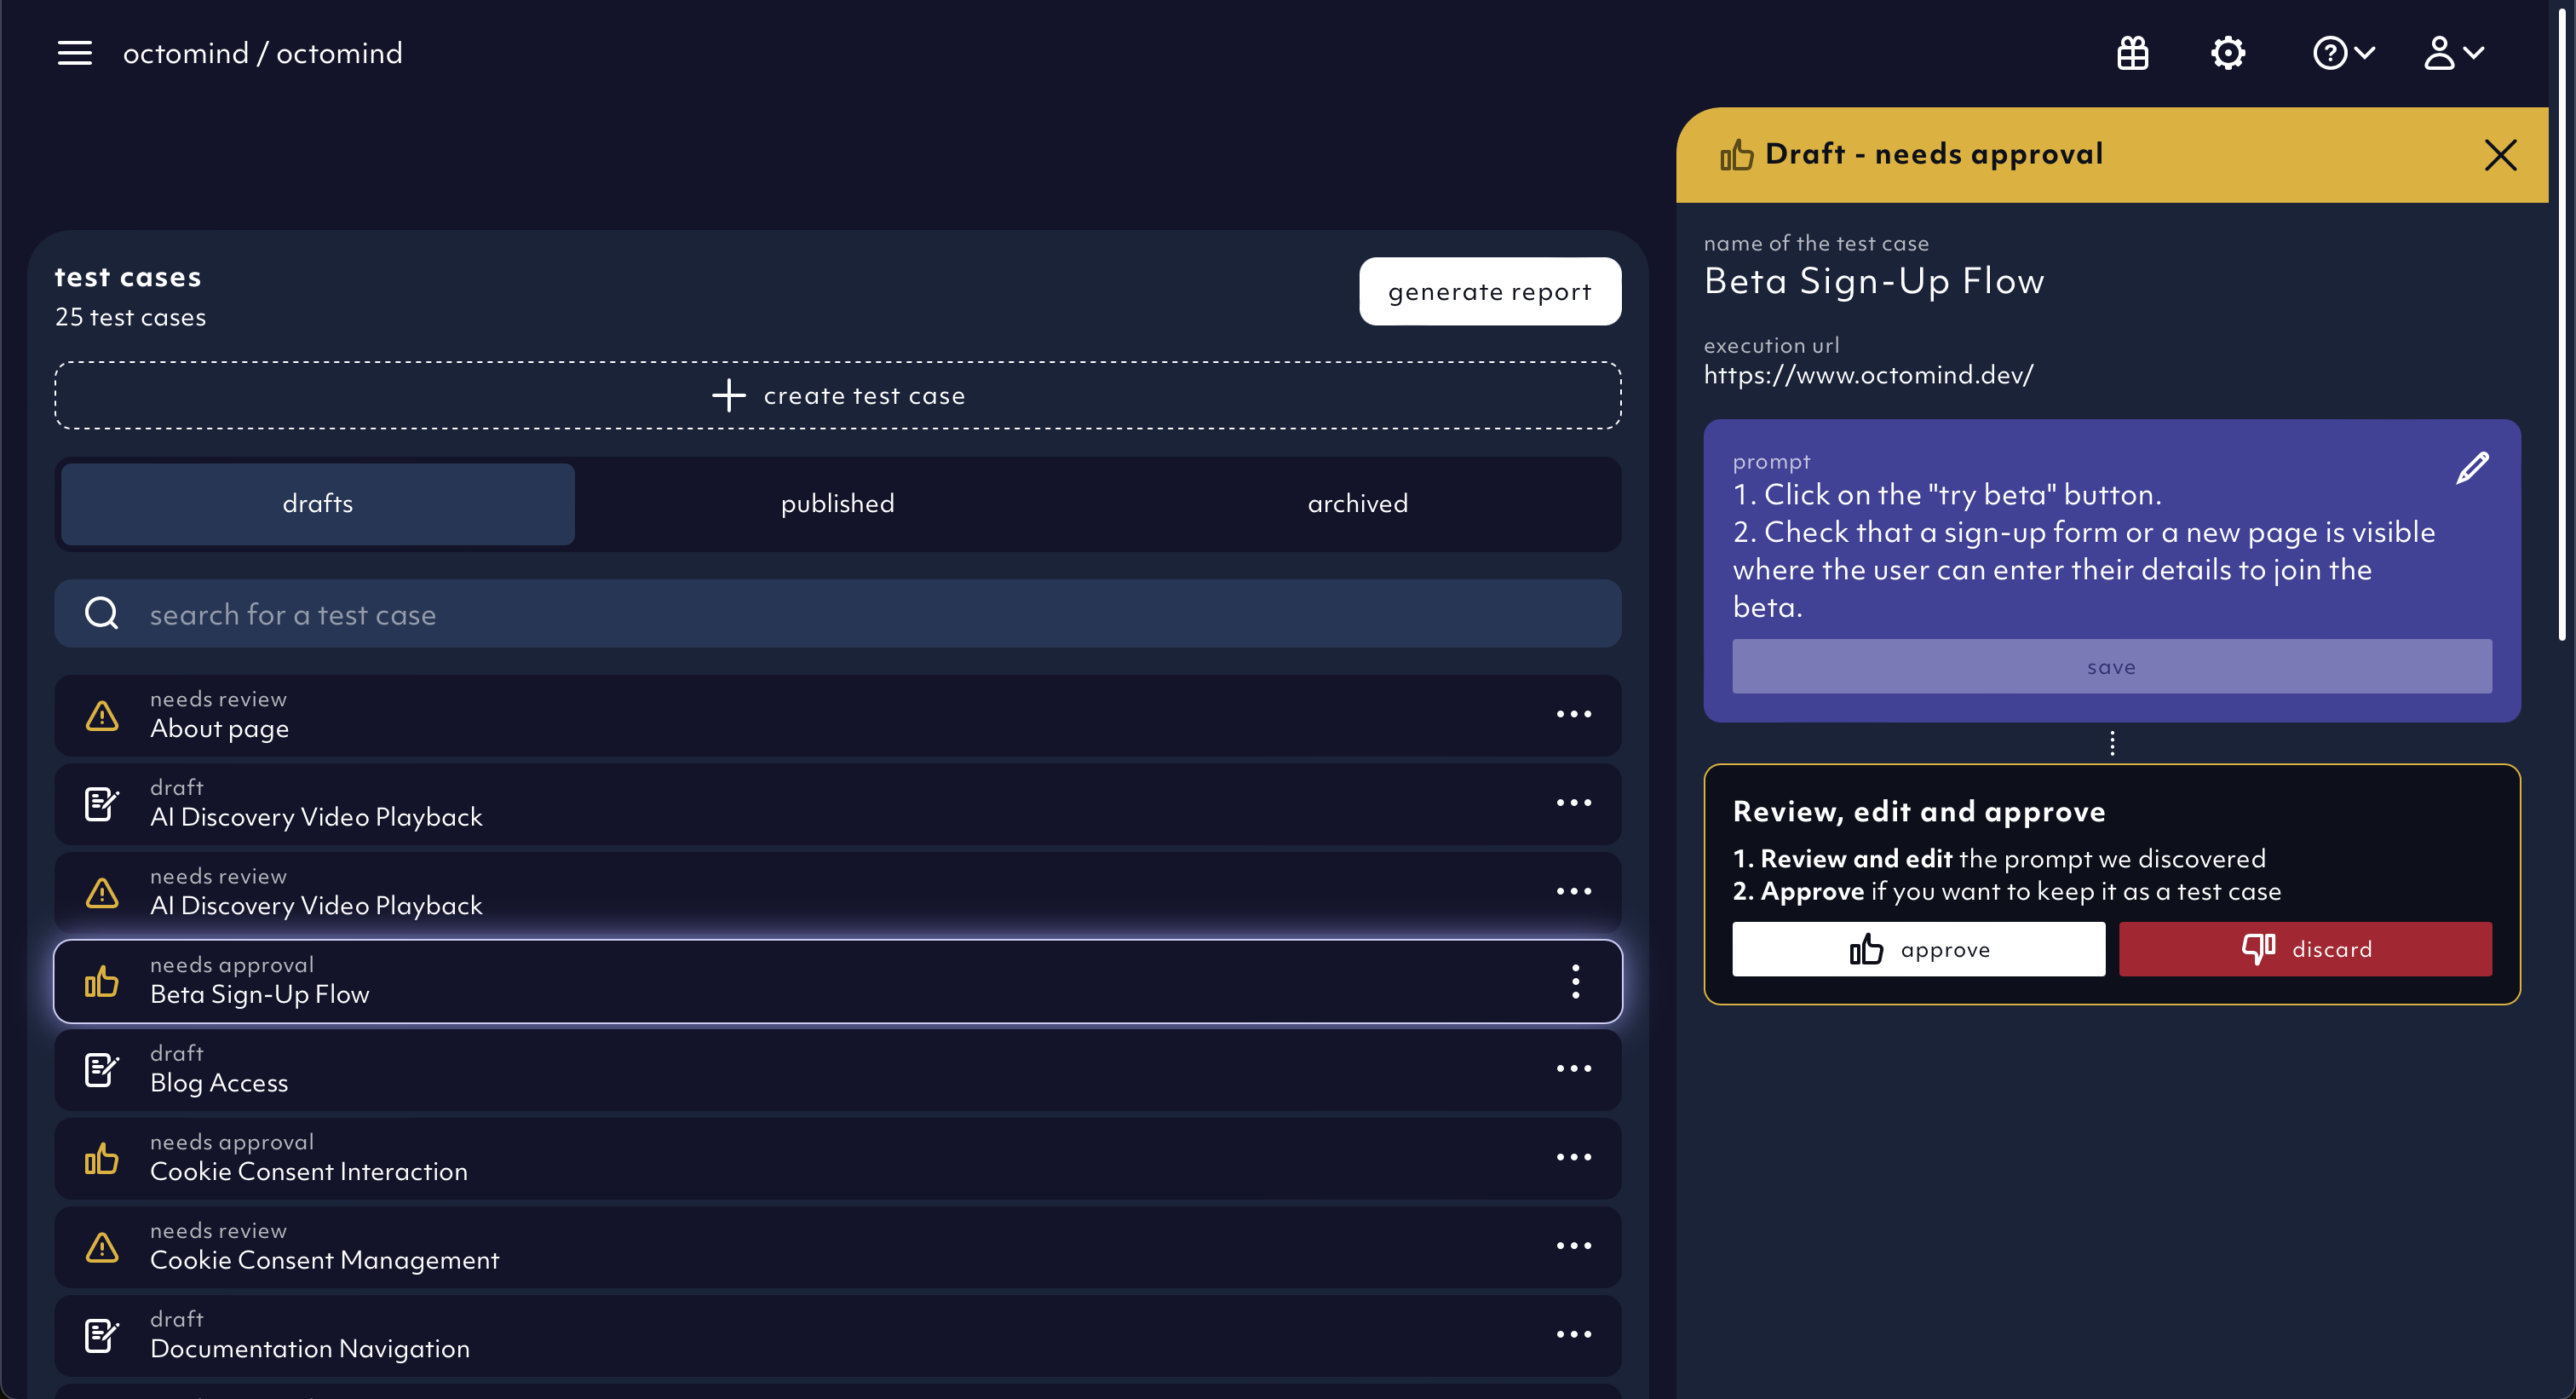 octomind / octomind
test cases
25 test cases
generate report
create test case
drafts
published
archived
search for a test case
needs review
About page
draft
AI Discovery Video Playback
needs review
AI Discovery Video Playback
needs approval
Beta Sign-Up Flow
draft
Blog Access
needs approval
Cookie Consent Interaction
needs review
Cookie Consent Management
draft
Documentation Navigation
Draft - needs approval
name of the test case
Beta Sign-Up Flow
execution url
https://www.octomind.dev/
prompt
1. Click on the "try beta" button.
2. Check that a sign-up form or a new page is visible
where the user can enter their details to join the
beta.
save
Review, edit and approve
1. Review and edit the prompt we discovered
2. Approve if you want to keep it as a test case
approve
discard